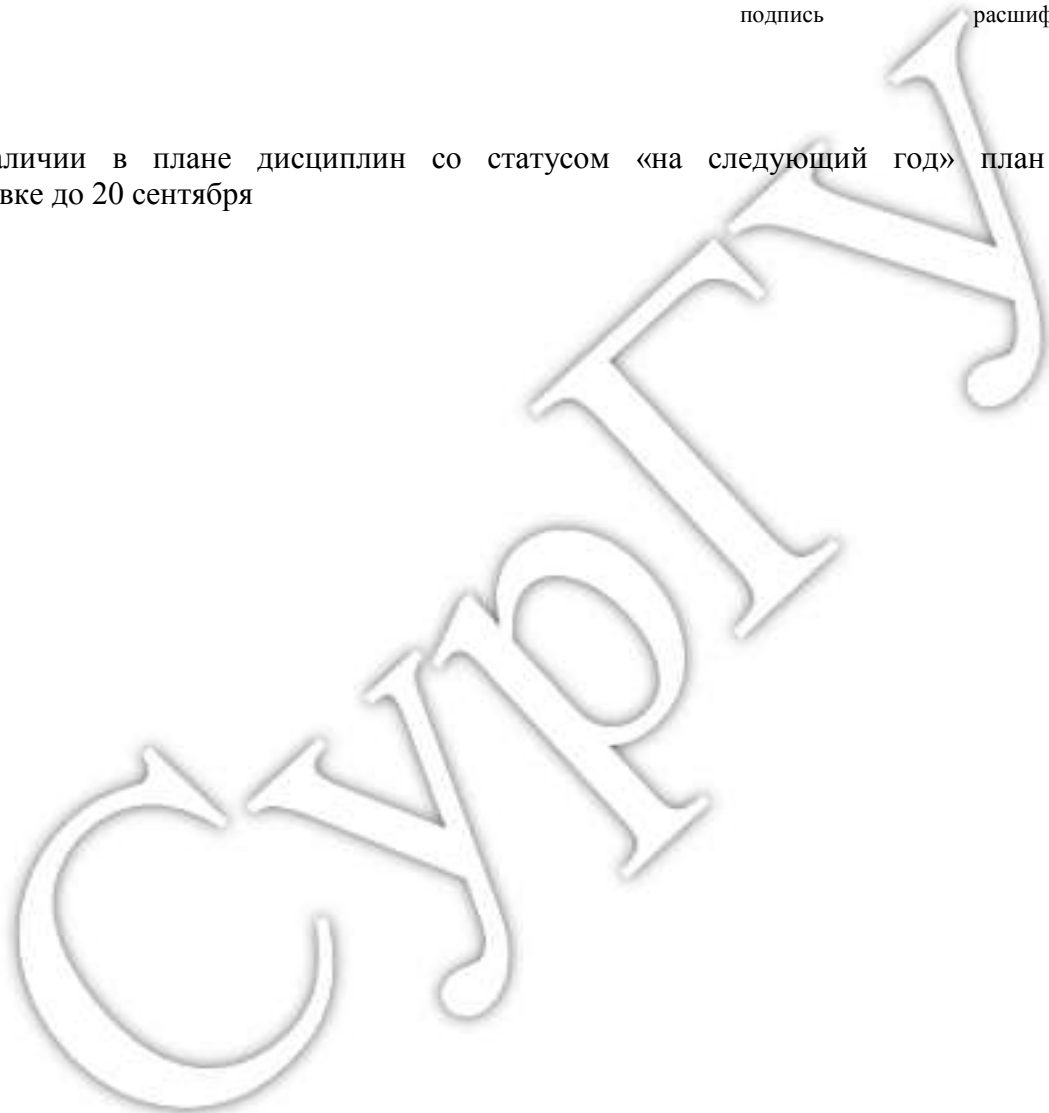 подпись расшиф
аличии в плане дисциплин со статусом «на следующий год» план
вке до 20 сентября
СурГУ